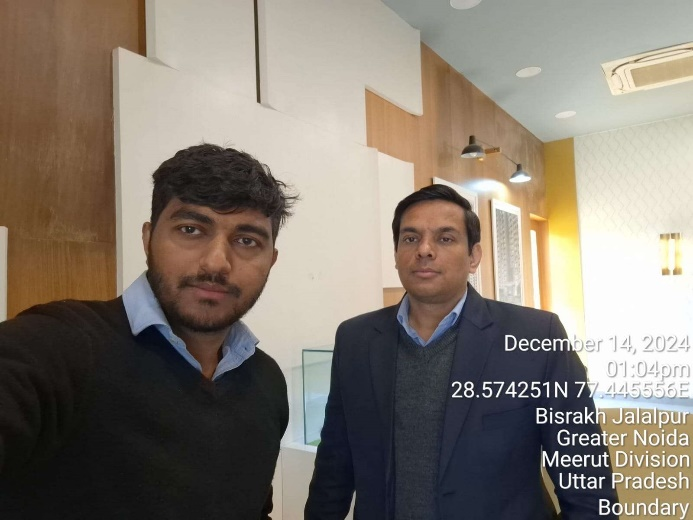 December 14, 2024
01:04pm
28.574251N 77.445556E
Bisrakh Jalalpur
Greater Noida
Meerut Division
Uttar Pradesh
Boundary